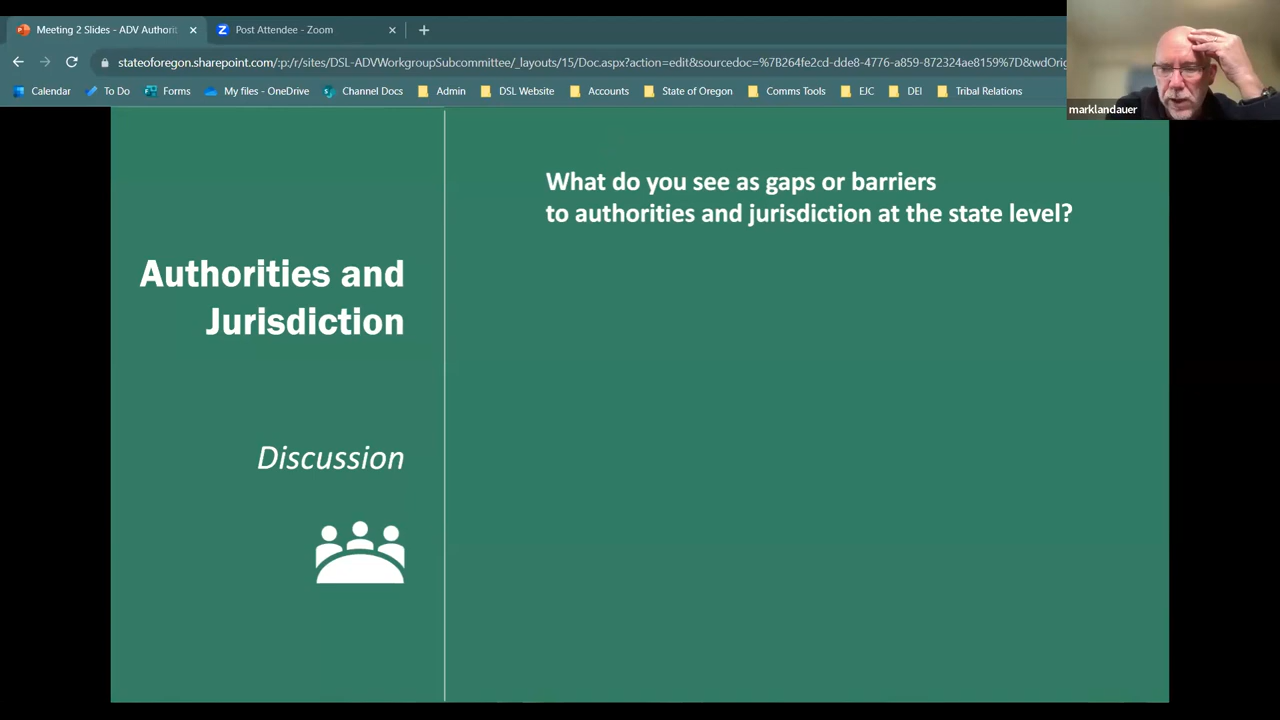 Meeting 2 Slides - ADV Authorit
Post Attendee - Zoom
stateoforegon.sharepoint.com/:p:/r/sites/DSL-ADVWorkgroupSubcommittee/_layouts/15/Doc.aspx?action=edit&sourcedoc=%7B264fe2cd-dde8-4776-a859-872324ae8159%7D&wdOrig
Calendar To Do Forms My files - OneDrive Channel Docs Admin DSL Website Accounts State of Oregon Comms Tools EJC DEI Tribal Relations
marklandauer
What do you see as gaps or barriers
to authorities and jurisdiction at the state level?
Authorities and
Jurisdiction
Discussion